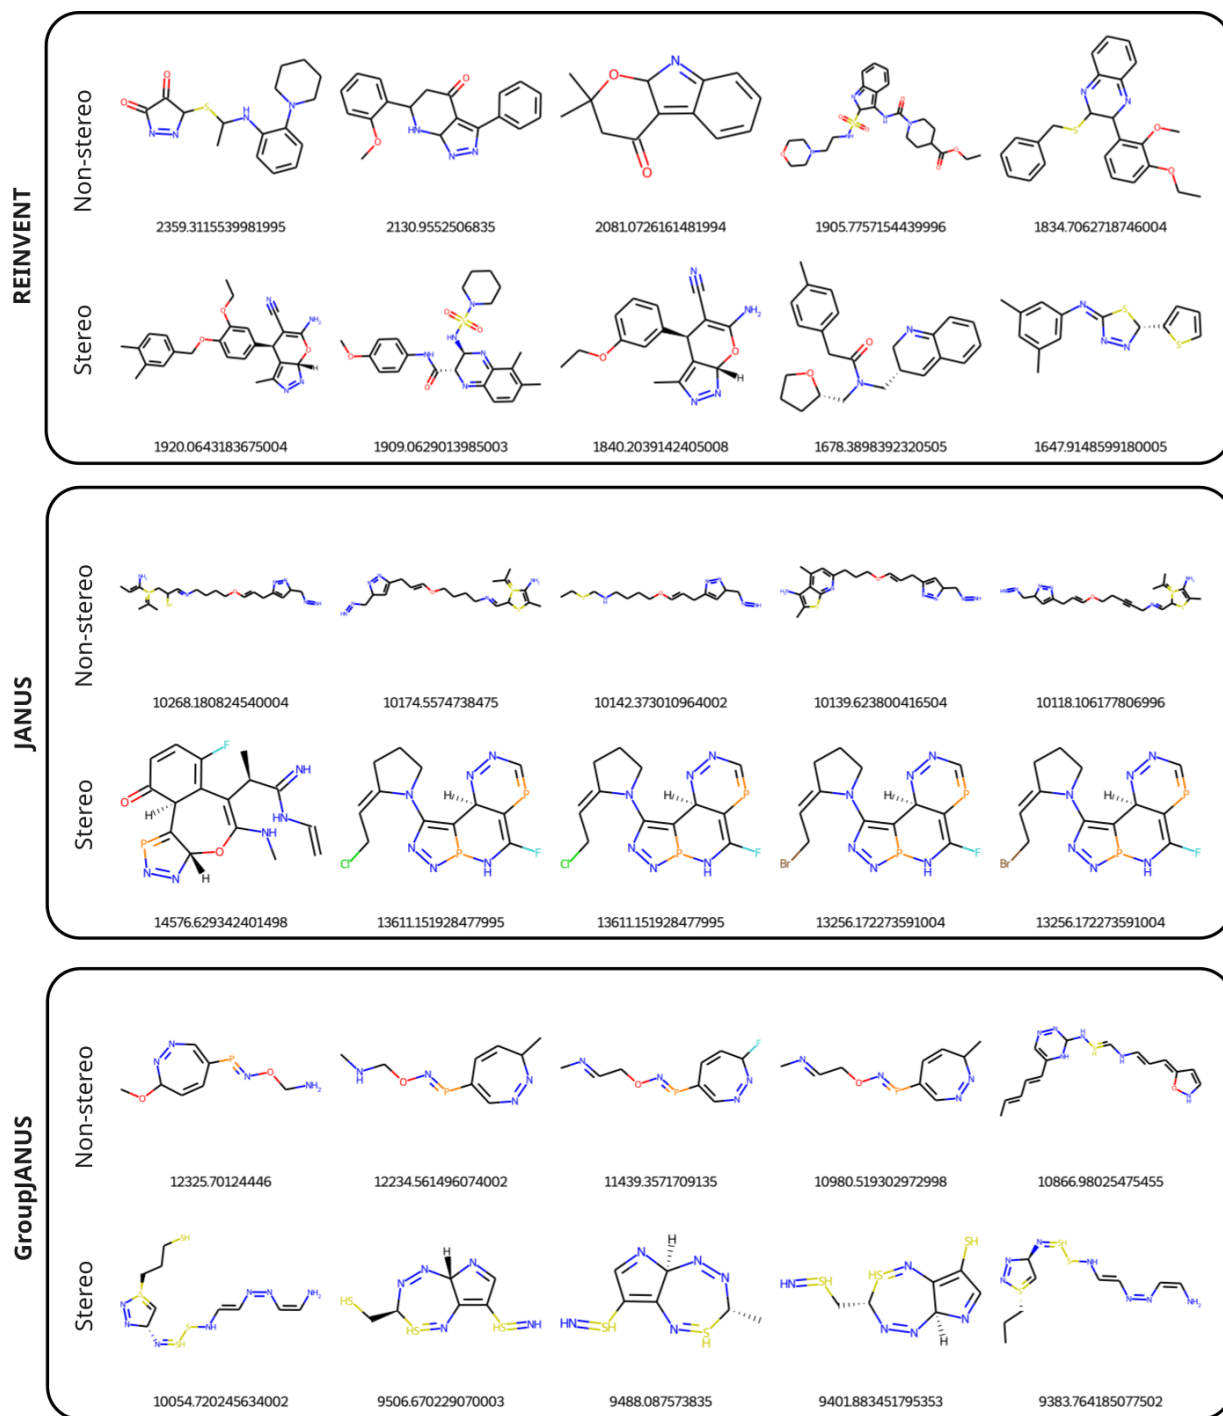 REINVENT
Non-stereo
2359.3115539981995 2130.9552506835 2081.0726161481994 1905.7757154439996 1834.7062718746004
Stereo
1920.0643183675004 1909.0629013985003 1840.2039142405008 1678.3898392320505 1647.9148599180005
JANUS
Non-stereo
10268.180824540004 10174.5574738475 10142.373010964002 10139.623800416504 10118.106177806996
Stereo
14576.629342401498 13611.151928477995 13611.151928477995 13256.172273591004 13256.172273591004
GroupJANUS
Non-stereo
12325.70124446 12234.561496074002 11439.3571709135 10980.519302972998 10866.98025475455
Stereo
10054.720245634002 9506.670229070003 9488.087573835 9401.883451795353 9383.764185077502